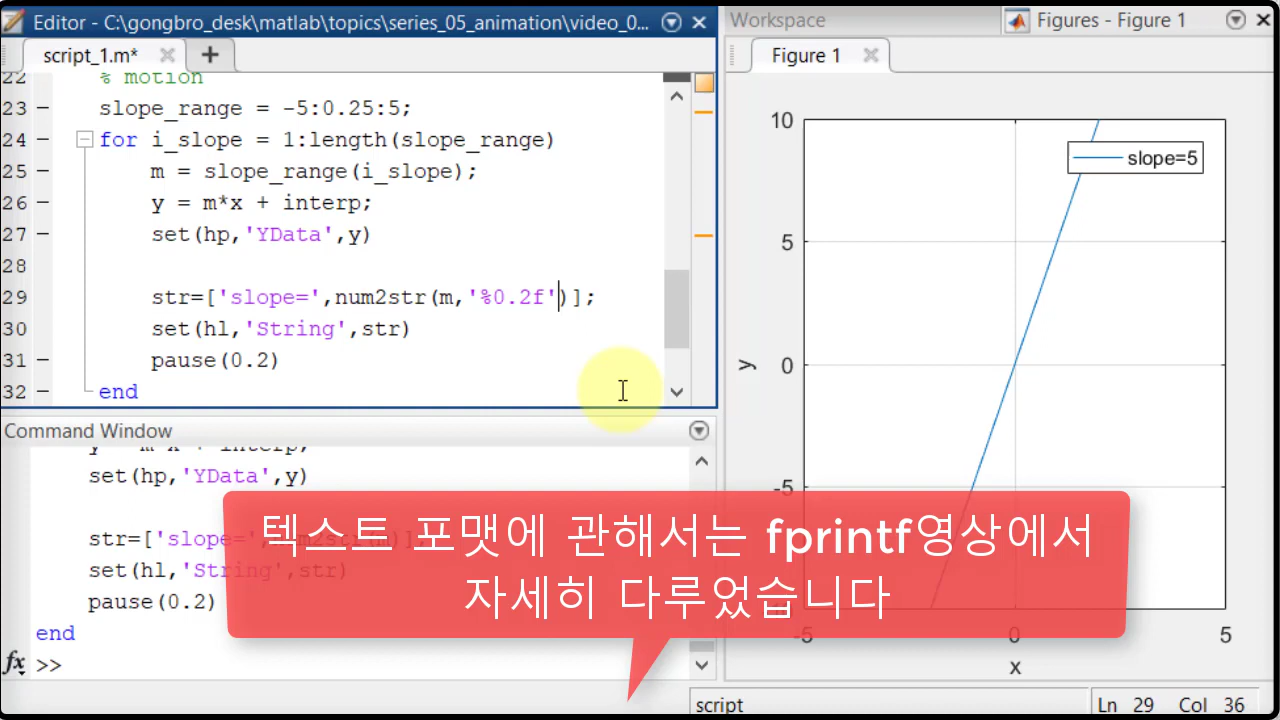 Editor - C:\gongbro_desk\matlab\topics\series_05_animation\video_0...
script_1.m*
22 % motion
23 − slope_range = -5:0.25:5;
24 − for i_slope = 1:length(slope_range)
25 − m = slope_range(i_slope);
26 − y = m*x + interp;
27 − set(hp,'YData',y)
28
29 str=['slope=',num2str(m,'%0.2f')];
30 − set(hl,'String',str)
31 − pause(0.2)
32 − end
Command Window
y = m*x + interp;
set(hp,'YData',y)
str=['slope=',num2str(m)];
set(hl,'String',str)
pause(0.2)
end
fx >>
텍스트 포맷에 관해서는 fprintf영상에서
자세히 다루었습니다
Workspace
Figures - Figure 1
Figure 1
10
slope=5
5
y
0
-5
-5 0 5
x
script
Ln 29 Col 36